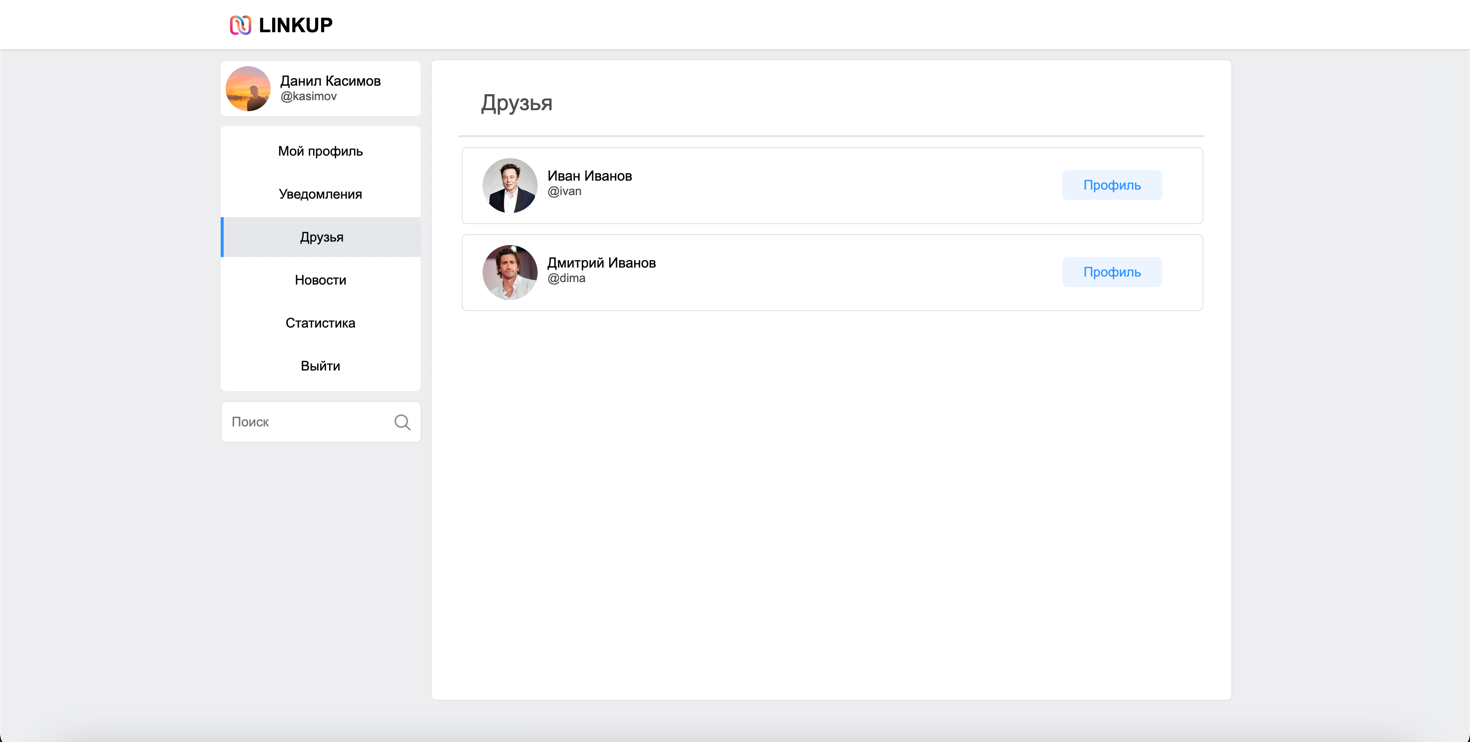 LINKUP
Данил Касимов
@kasimov
Мой профиль
Уведомления
Друзья
Новости
Статистика
Выйти
Поиск
Друзья
Иван Иванов
@ivan
Профиль
Дмитрий Иванов
@dima
Профиль